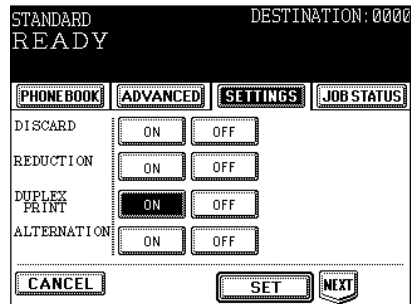 STANDARD DESTINATION:0000
READY
PHONE BOOK ADVANCED SETTINGS JOB STATUS
DISCARD ON OFF
REDUCTION ON OFF
DUPLEX
PRINT ON OFF
ALTERNATION ON OFF
CANCEL SET NEXT